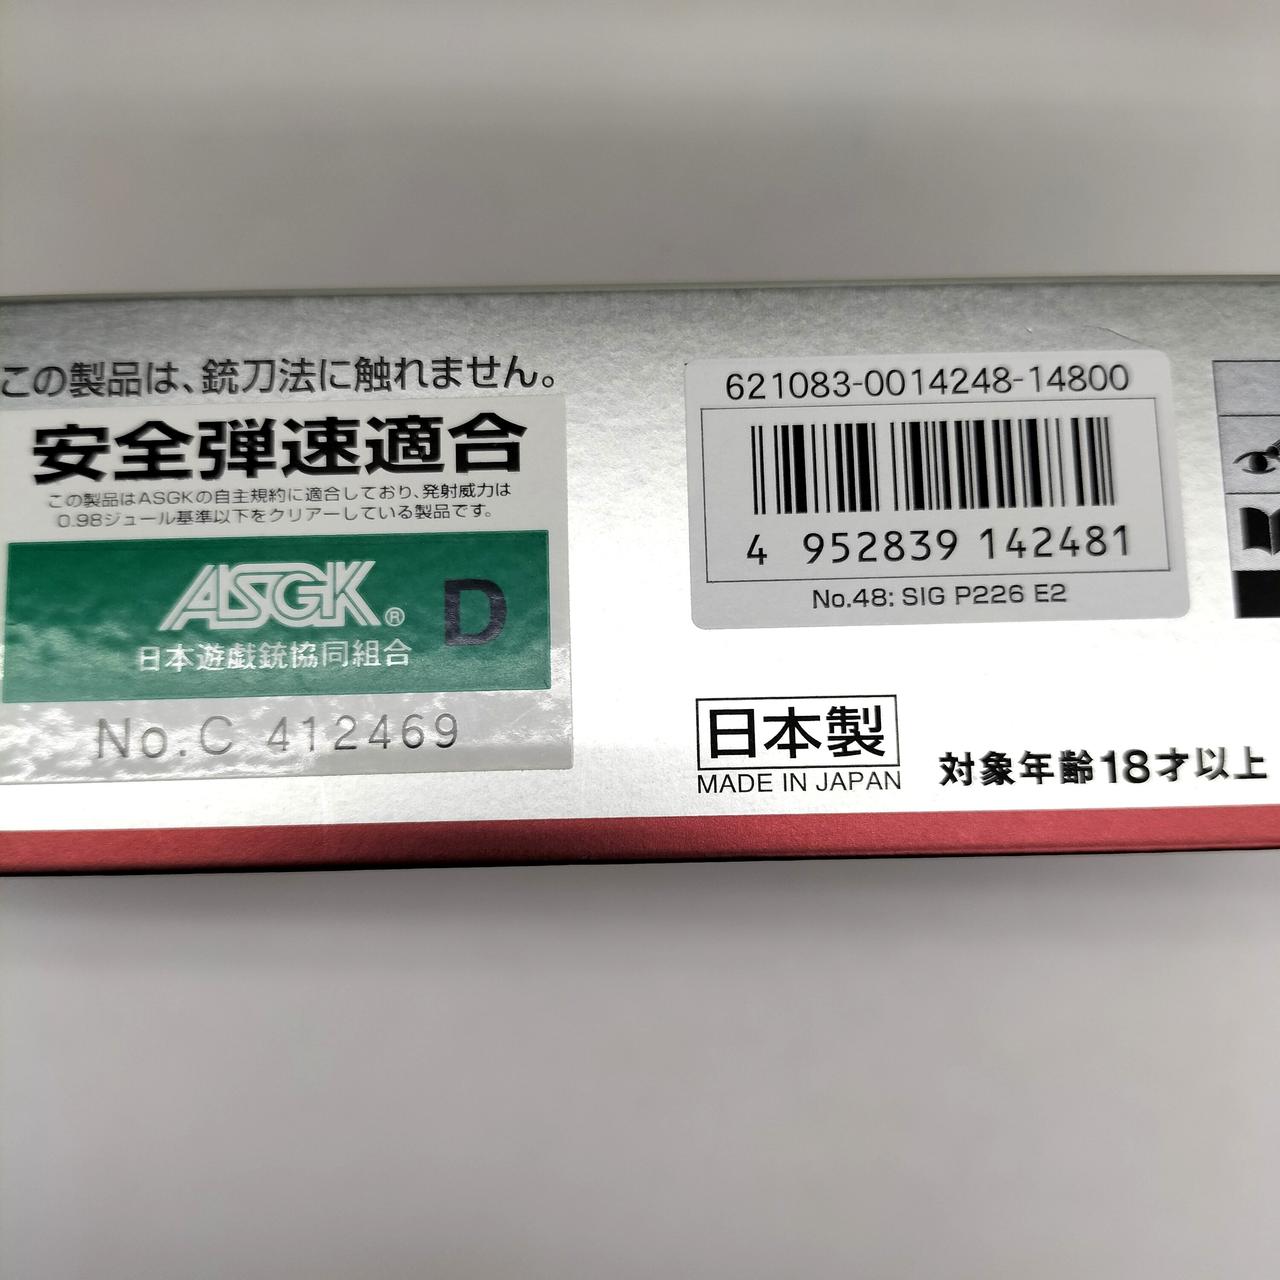 この製品は、銃刀法に触れません。
安全弾速適合
この製品はASGKの自主規約に適合しており、発射威力は
0.98ジュール基準以下をクリアーしている製品です。
ASGK® D
日本遊戯銃協同組合
No.C 412469
621083-0014248-14800
4 952839 142481
No.48: SIG P226 E2
日本製
MADE IN JAPAN
対象年齢18才以上